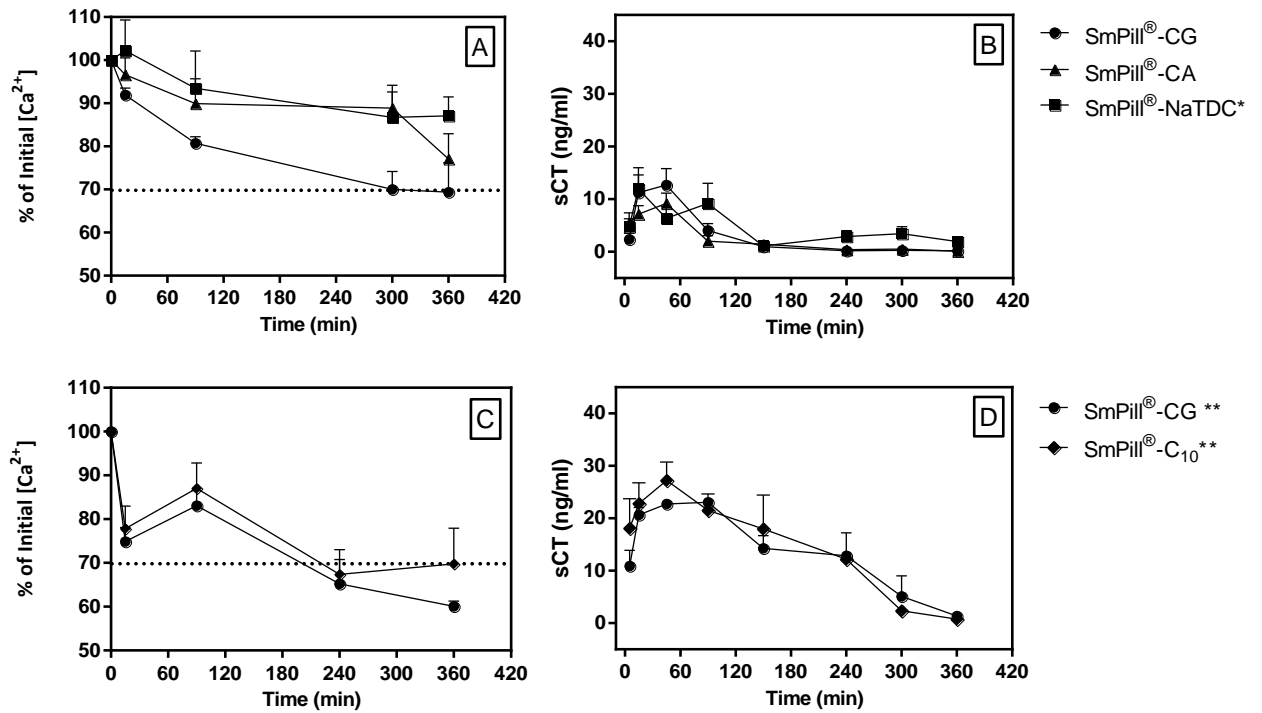 110
100
90
80
70
60
50
% of Initial [Ca²⁺]
A
0 60 120 180 240 300 360 420
Time (min)
40
30
20
10
0
sCT (ng/ml)
B
0 60 120 180 240 300 360 420
Time (min)
SmPill®-CG
SmPill®-CA
SmPill®-NaTDC*
110
100
90
80
70
60
50
% of Initial [Ca²⁺]
C
0 60 120 180 240 300 360 420
Time (min)
40
30
20
10
0
sCT (ng/ml)
D
0 60 120 180 240 300 360 420
Time (min)
SmPill®-CG **
SmPill®-C₁₀**